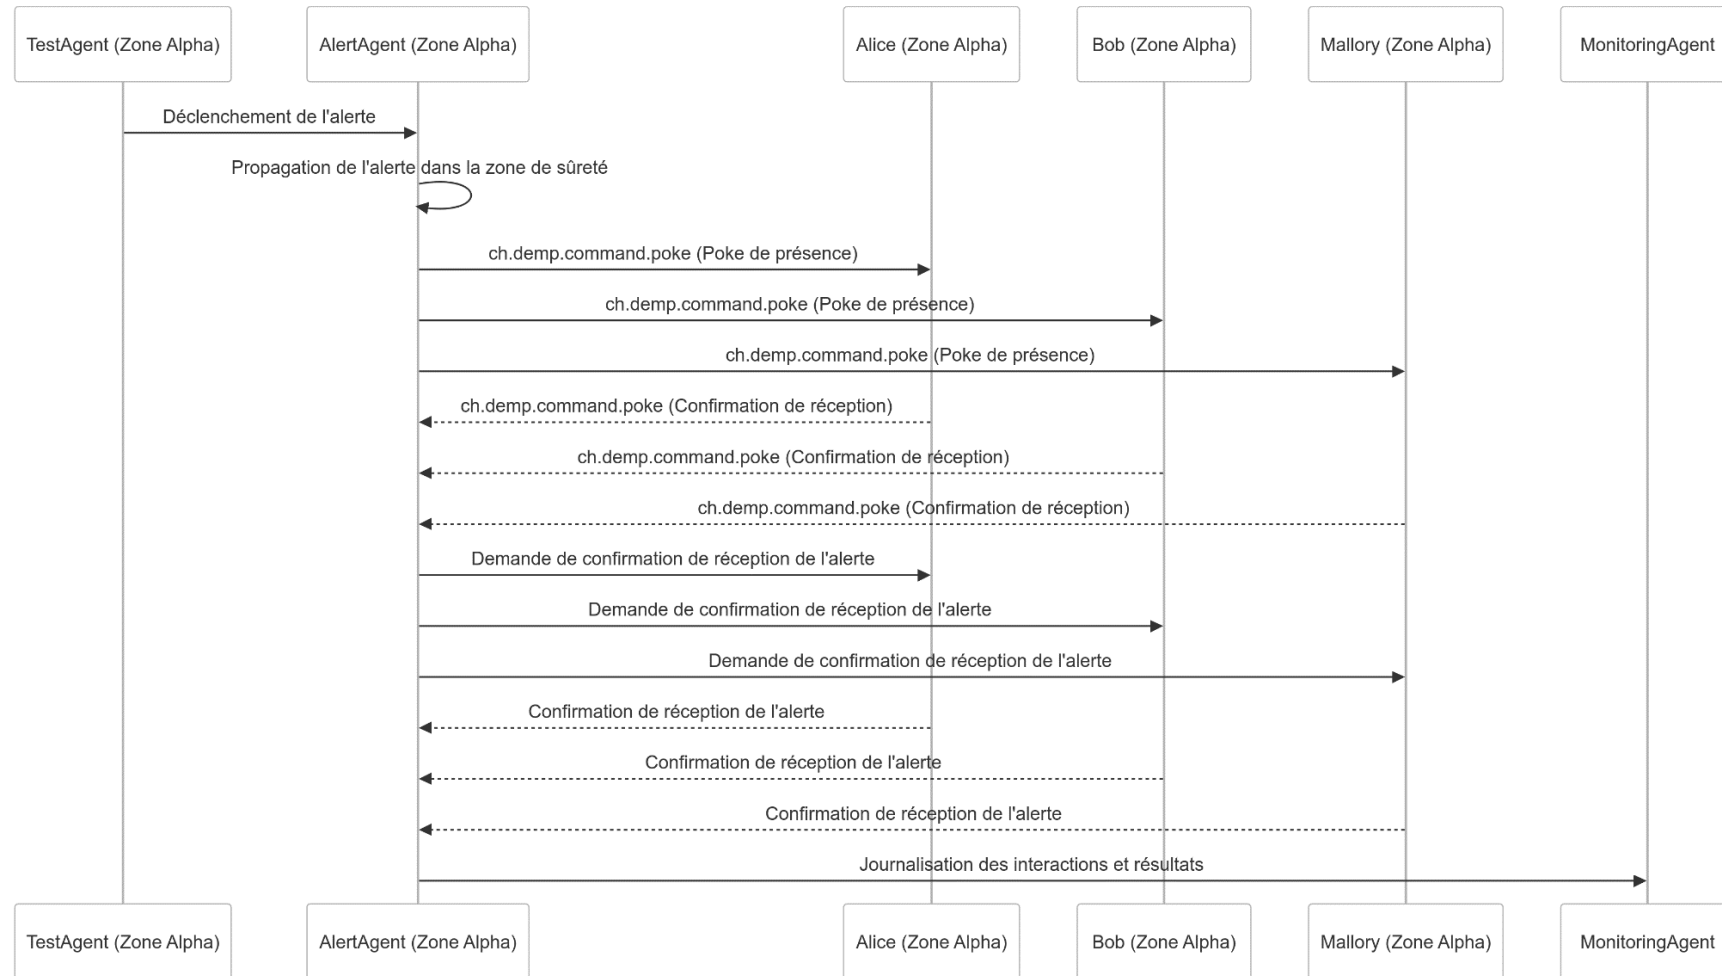 TestAgent (Zone Alpha)
AlertAgent (Zone Alpha)
Alice (Zone Alpha)
Bob (Zone Alpha)
Mallory (Zone Alpha)
MonitoringAgent
Déclenchement de l'alerte
Propagation de l'alerte dans la zone de sûreté
ch.demp.command.poke (Poke de présence)
ch.demp.command.poke (Poke de présence)
ch.demp.command.poke (Poke de présence)
ch.demp.command.poke (Confirmation de réception)
ch.demp.command.poke (Confirmation de réception)
ch.demp.command.poke (Confirmation de réception)
Demande de confirmation de réception de l'alerte
Demande de confirmation de réception de l'alerte
Demande de confirmation de réception de l'alerte
Confirmation de réception de l'alerte
Confirmation de réception de l'alerte
Confirmation de réception de l'alerte
Journalisation des interactions et résultats
TestAgent (Zone Alpha)
AlertAgent (Zone Alpha)
Alice (Zone Alpha)
Bob (Zone Alpha)
Mallory (Zone Alpha)
MonitoringAgent